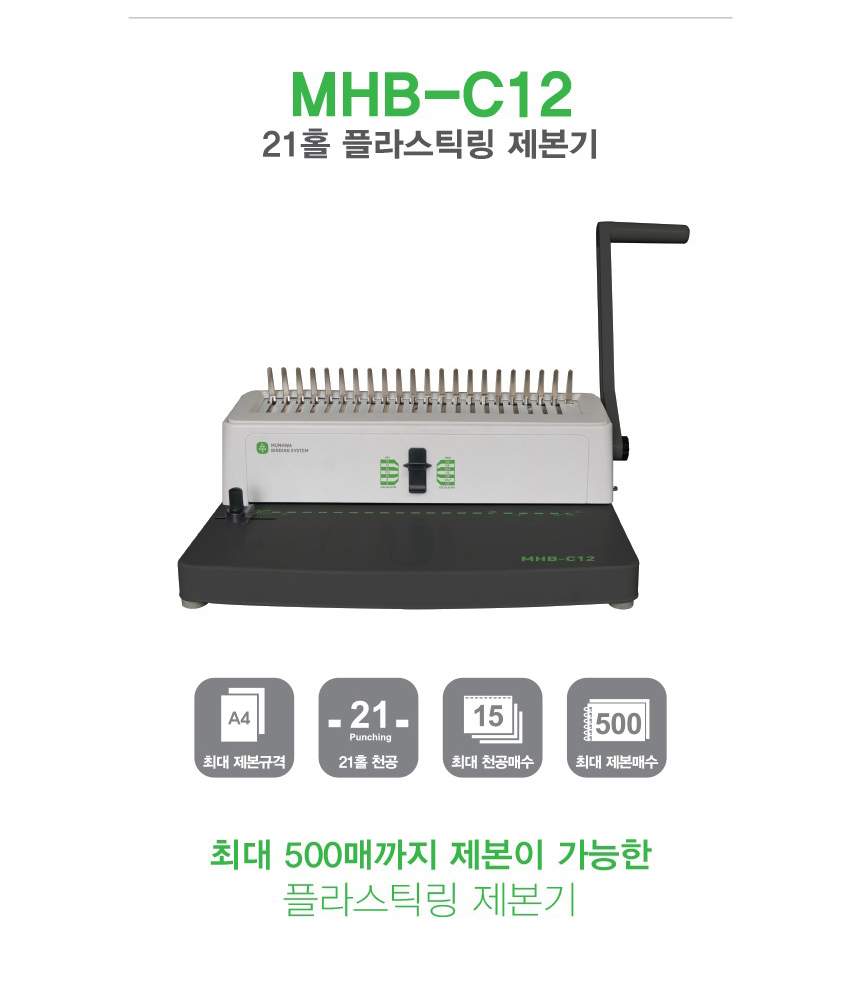 MHB-C12
21홀 플라스틱링 제본기
MUNHWA
BINDING SYSTEM
MHB-C12
A4
최대 제본규격
21
Punching
21홀 천공
15
최대 천공매수
500
최대 제본매수
최대 500매까지 제본이 가능한
플라스틱링 제본기